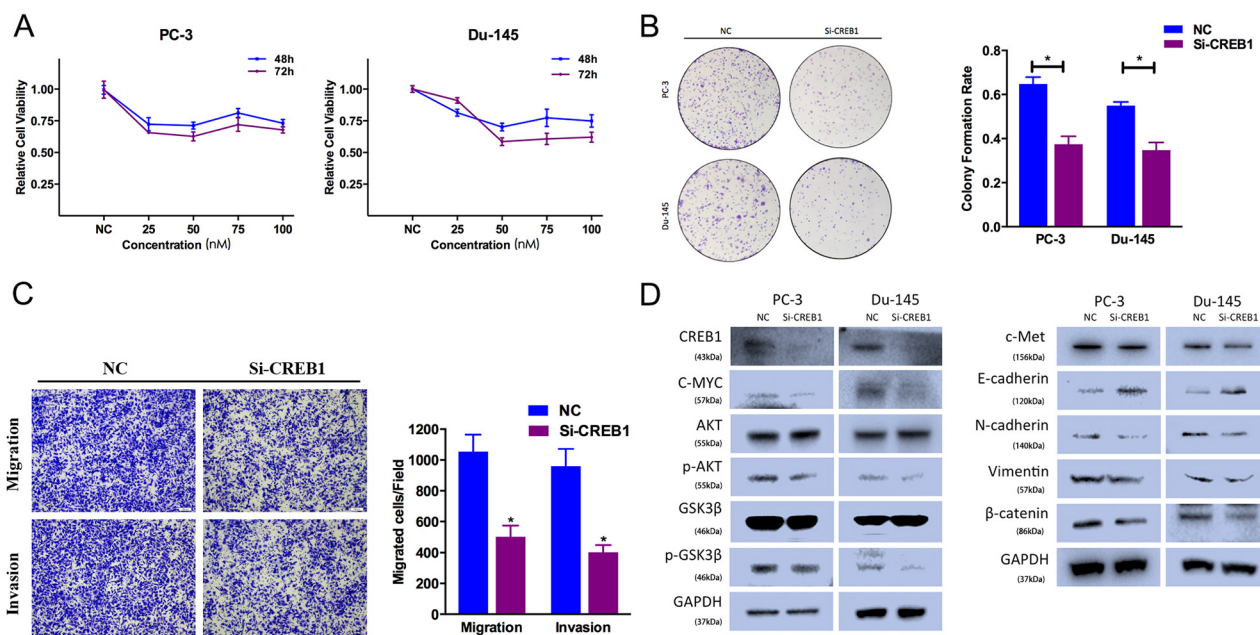 A
PC-3
48h
72h
Relative Cell Viability
1.00
0.75
0.50
0.25
NC
25
50
75
100
Concentration (nM)
Du-145
48h
72h
Relative Cell Viability
1.00
0.75
0.50
0.25
NC
25
50
75
100
Concentration (nM)
B
NC
Si-CREB1
PC-3
Du-145
NC
Si-CREB1
Colony Formation Rate
0.8
0.6
0.4
0.2
0.0
*
*
PC-3
Du-145
C
NC
Si-CREB1
Migration
Invasion
NC
Si-CREB1
Migrated cells/Field
1200
1000
800
600
400
200
0
*
*
Migration
Invasion
D
PC-3
Du-145
NC
Si-CREB1
NC
Si-CREB1
CREB1
(43kDa)
C-MYC
(57kDa)
AKT
(55kDa)
p-AKT
(55kDa)
GSK3β
(46kDa)
p-GSK3β
(46kDa)
GAPDH
(37kDa)
PC-3
Du-145
NC
Si-CREB1
NC
Si-CREB1
c-Met
(156kDa)
E-cadherin
(120kDa)
N-cadherin
(140kDa)
Vimentin
(57kDa)
β-catenin
(86kDa)
GAPDH
(37kDa)